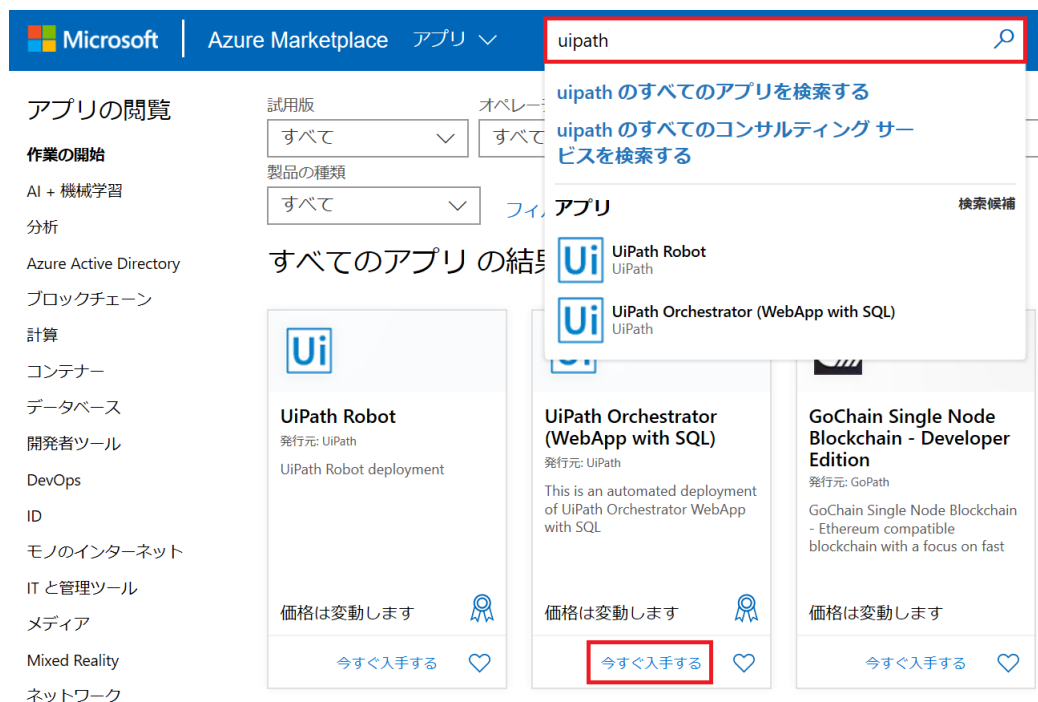 Microsoft
Azure Marketplace
アプリ
uipath
uipath のすべてのアプリを検索する
uipath のすべてのコンサルティング サー
ビスを検索する
アプリ
検索候補
Ui
UiPath Robot
UiPath
Ui
UiPath Orchestrator (WebApp with SQL)
UiPath
アプリの閲覧
作業の開始
AI + 機械学習
分析
Azure Active Directory
ブロックチェーン
計算
コンテナー
データベース
開発者ツール
DevOps
ID
モノのインターネット
IT と管理ツール
メディア
Mixed Reality
ネットワーク
試用版
すべて
オペレー
すべて
製品の種類
すべて
フィ
すべてのアプリ の結
Ui
UiPath Robot
発行元: UiPath
UiPath Robot deployment
価格は変動します
今すぐ入手する
UiPath Orchestrator
(WebApp with SQL)
発行元: UiPath
This is an automated deployment
of UiPath Orchestrator WebApp
with SQL
価格は変動します
今すぐ入手する
GoChain Single Node
Blockchain - Developer
Edition
発行元: GoPath
GoChain Single Node Blockchain
- Ethereum compatible
blockchain with a focus on fast
価格は変動します
今すぐ入手する